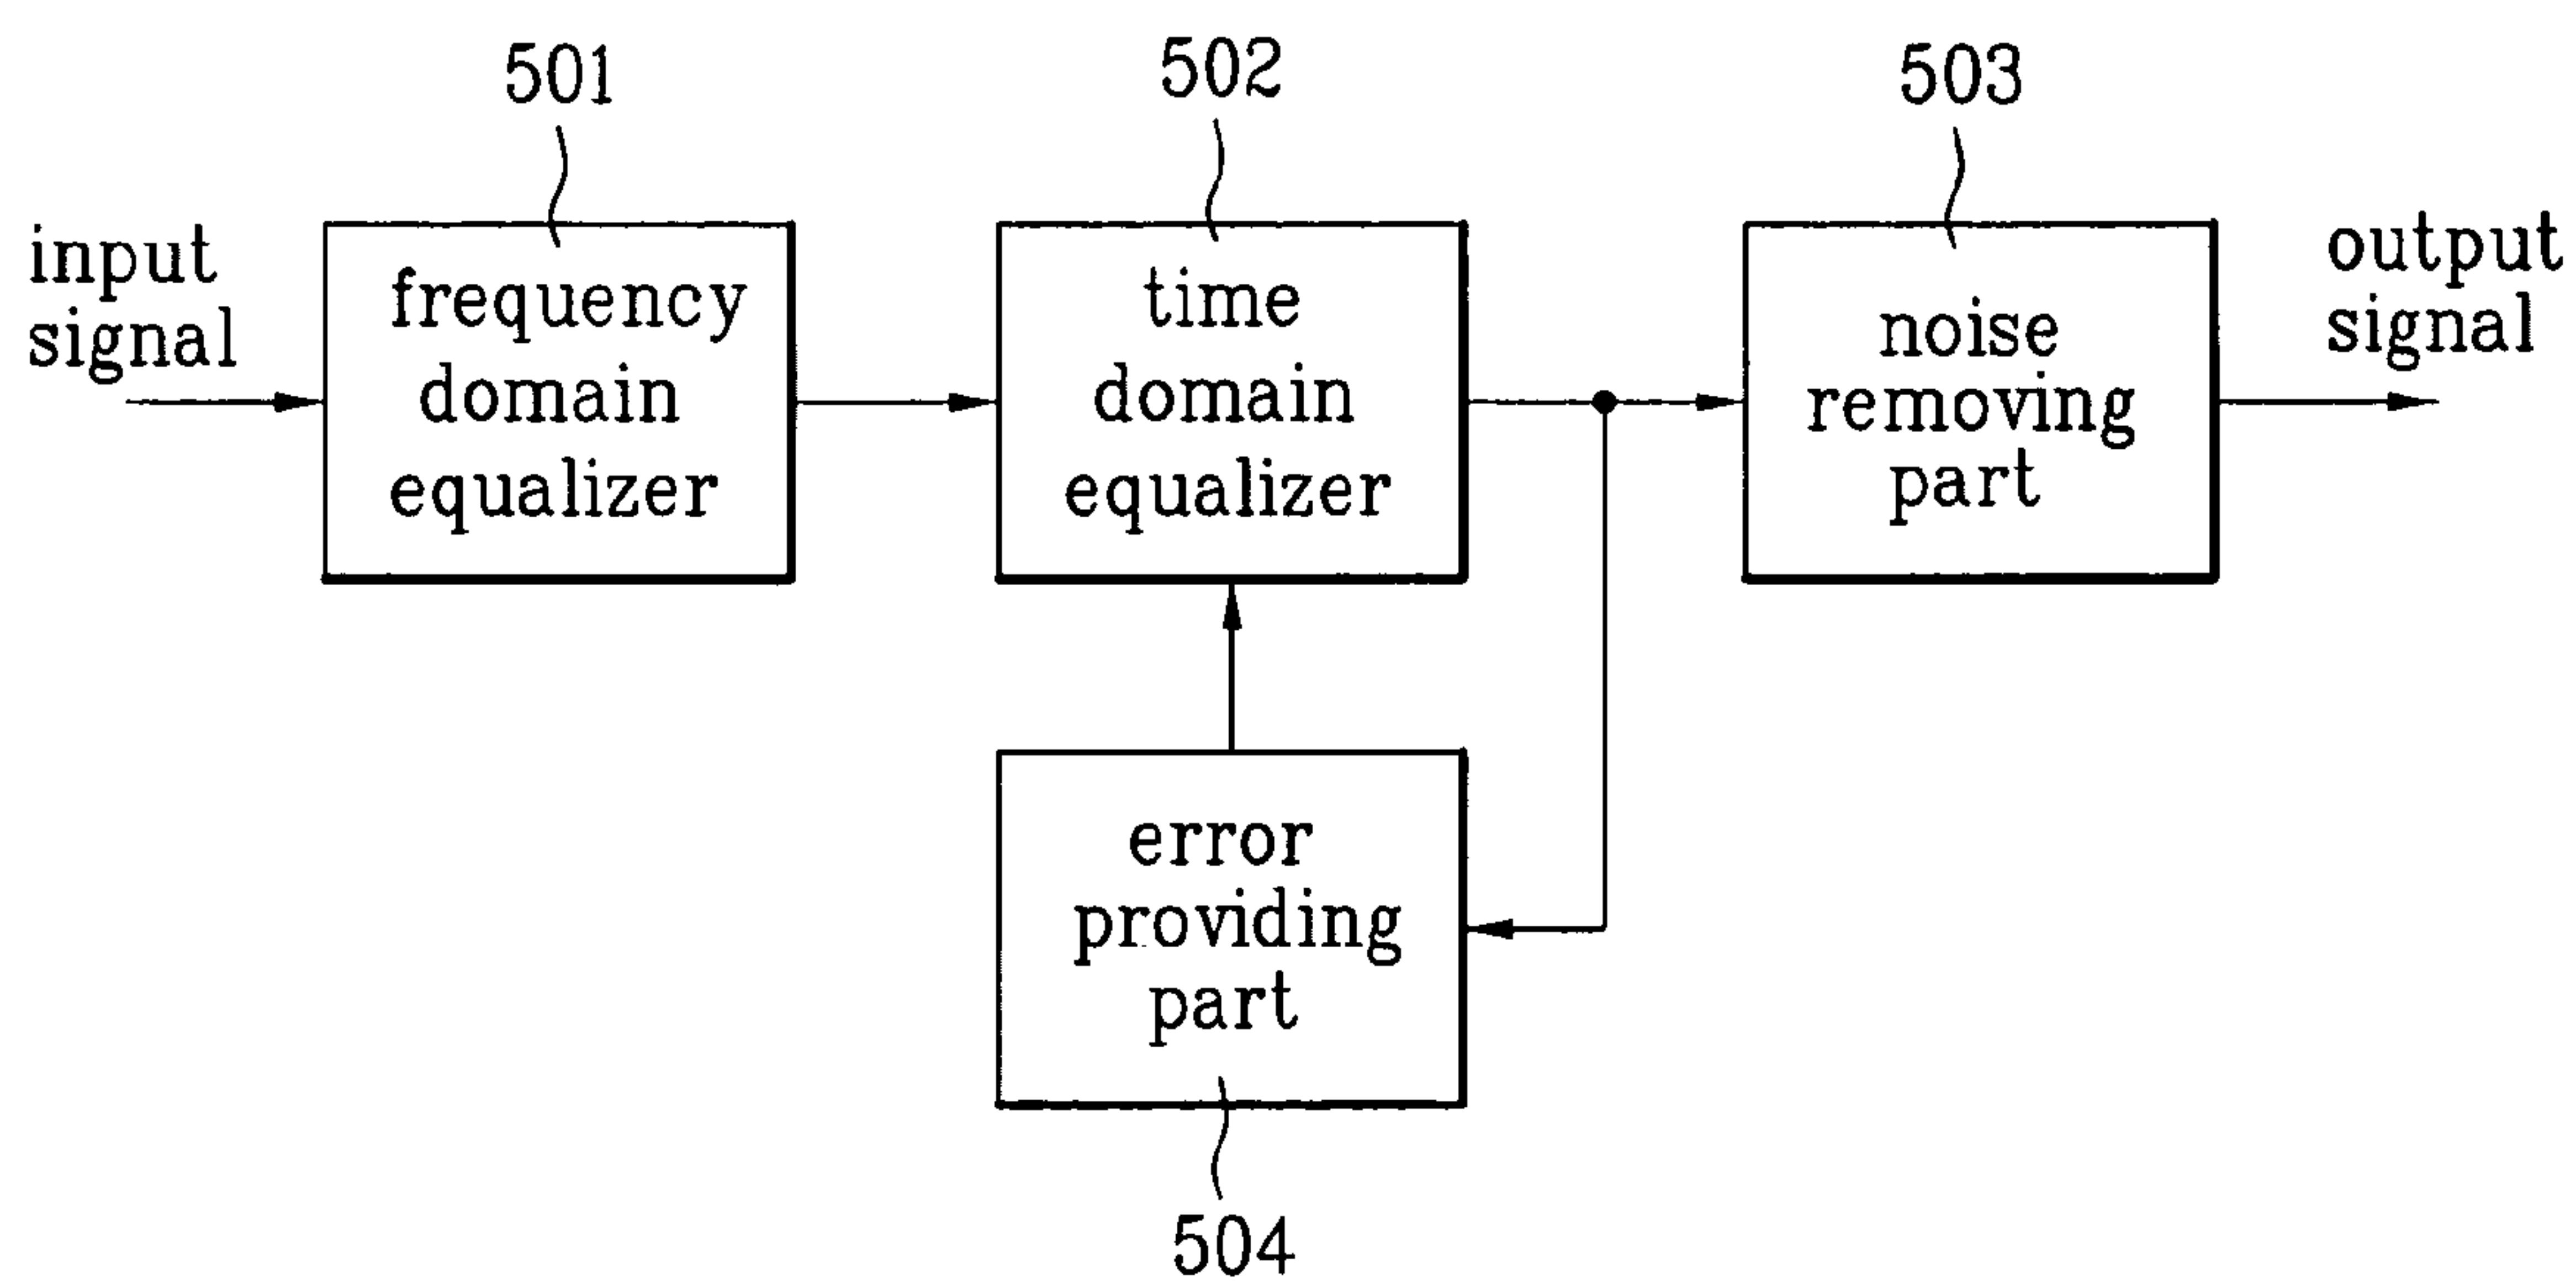 501
502
503
input
signal
frequency
domain
equalizer
time
domain
equalizer
noise
removing
part
output
signal
error
providing
part
504